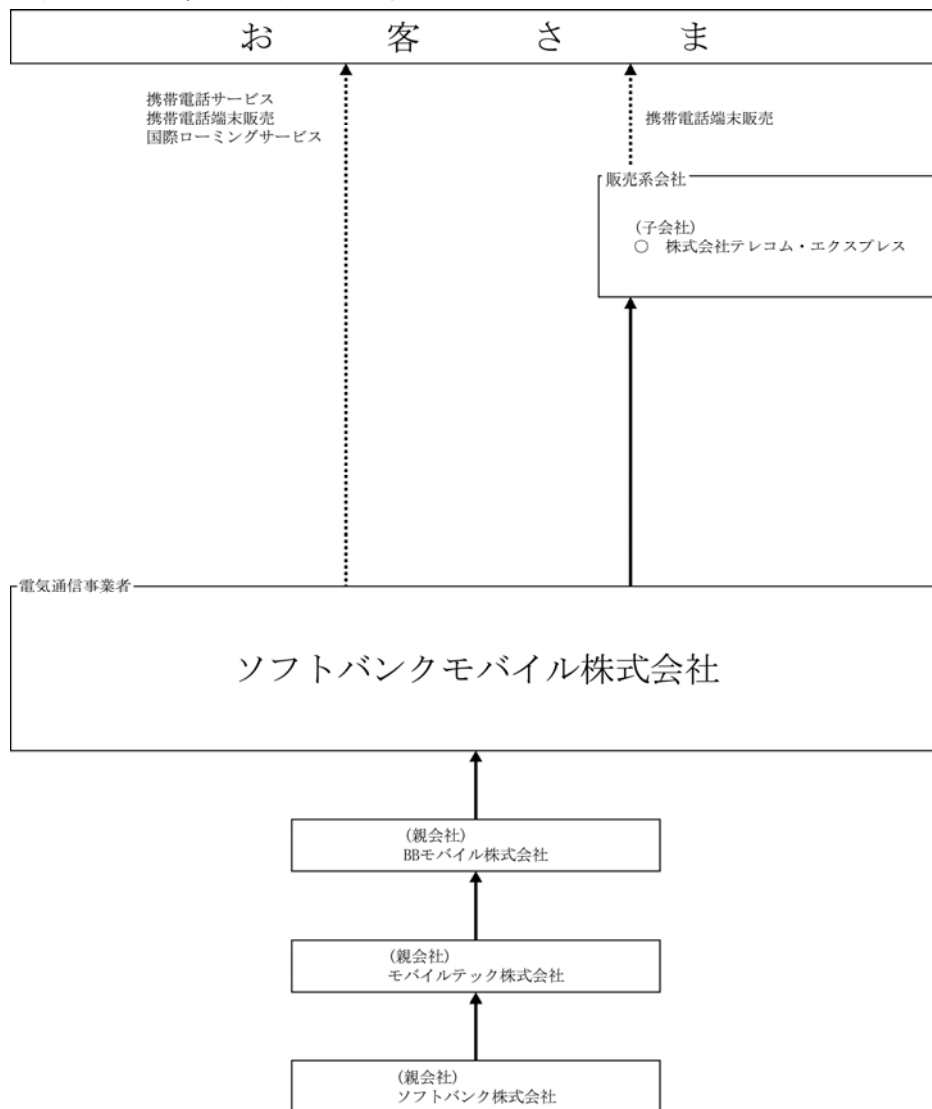 お客さま
携帯電話サービス
携帯電話端末販売
国際ローミングサービス
携帯電話端末販売
販売系会社
(子会社)
○ 株式会社テレコム・エクスプレス
電気通信事業者
ソフトバンクモバイル株式会社
(親会社)
BBモバイル株式会社
(親会社)
モバイルテック株式会社
(親会社)
ソフトバンク株式会社